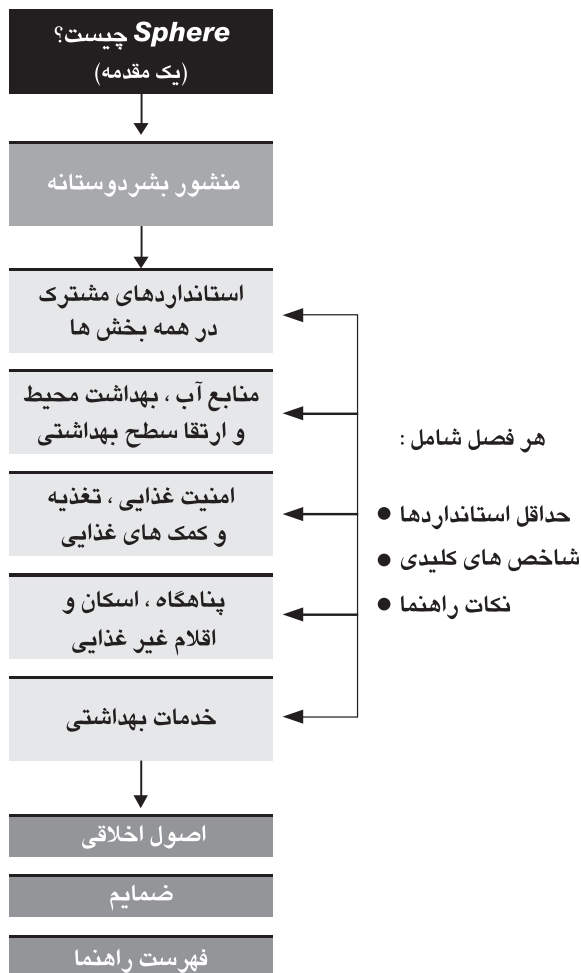 Sphere چیست؟
(یک مقدمه)
منشور بشردوستانه
استانداردهای مشترک
در همه بخش ها
منابع آب ، بهداشت محیط
و ارتقا سطح بهداشتی
امنیت غذایی ، تغذیه
و کمک های غذایی
پناهگاه ، اسکان و
اقلام غیر غذایی
خدمات بهداشتی
هر فصل شامل :
● حداقل استانداردها
● شاخص های کلیدی
● نکات راهنما
اصول اخلاقی
ضمایم
فهرست راهنما